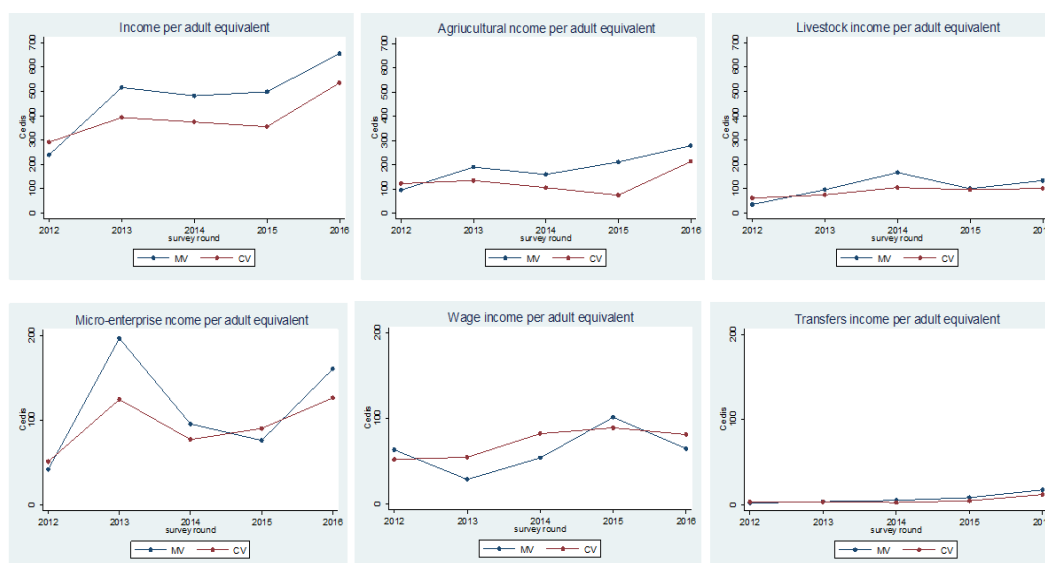 Income per adult equivalent
Cedis
0 100 200 300 400 500 600 700
2012 2013 2014 2015 2016
survey round
MV CV
Agriucultural ncome per adult equivalent
Cedis
0 100 200 300 400 500 600 700
2012 2013 2014 2015 2016
survey round
MV CV
Livestock income per adult equivalent
Cedis
0 100 200 300 400 500 600 700
2012 2013 2014 2015 201
survey round
MV CV
Micro-enterprise ncome per adult equivalent
Cedis
0 100 200
2012 2013 2014 2015 2016
survey round
MV CV
Wage income per adult equivalent
Cedis
0 100 200
2012 2013 2014 2015 2016
survey round
MV CV
Transfers income per adult equivalent
Cedis
0 100 200
2012 2013 2014 2015 201
survey round
MV CV